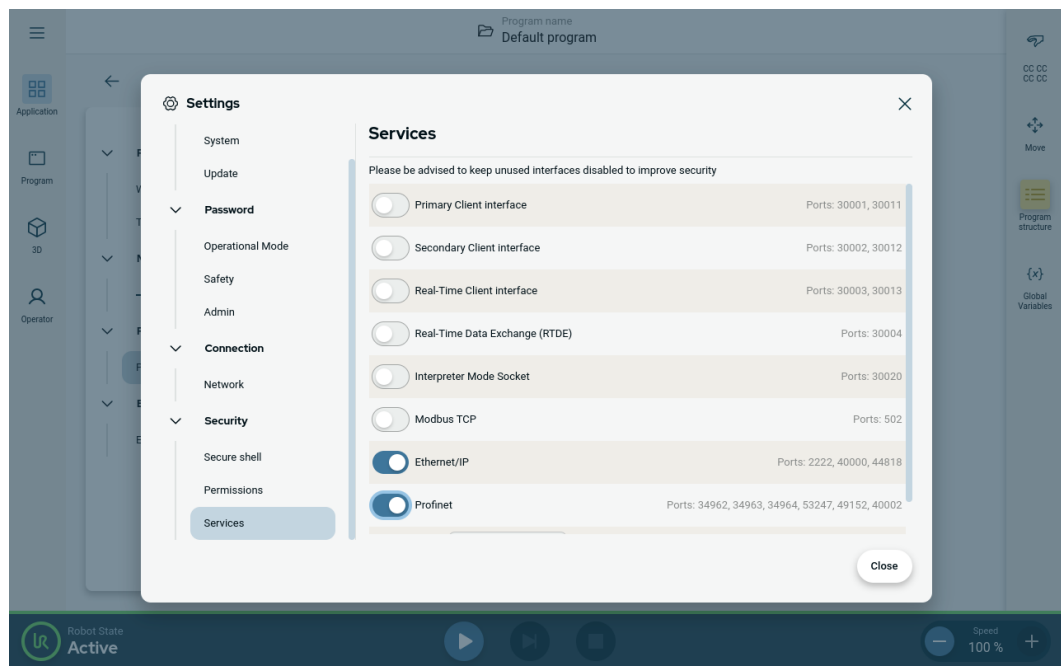 Program name
Default program
Application
Program
3D
Operator
Settings
System
Update
Password
Operational Mode
Safety
Admin
Connection
Network
Security
Secure shell
Permissions
Services
Services
Please be advised to keep unused interfaces disabled to improve security
Primary Client interface Ports: 30001, 30011
Secondary Client interface Ports: 30002, 30012
Real-Time Client interface Ports: 30003, 30013
Real-Time Data Exchange (RTDE) Ports: 30004
Interpreter Mode Socket Ports: 30020
Modbus TCP Ports: 502
Ethernet/IP Ports: 2222, 40000, 44818
Profinet Ports: 34962, 34963, 34964, 53247, 49152, 40002
Close
CC CC
CC CC
Move
Program
structure
{x}
Global
Variables
UR
Robot State
Active
Speed
100 %